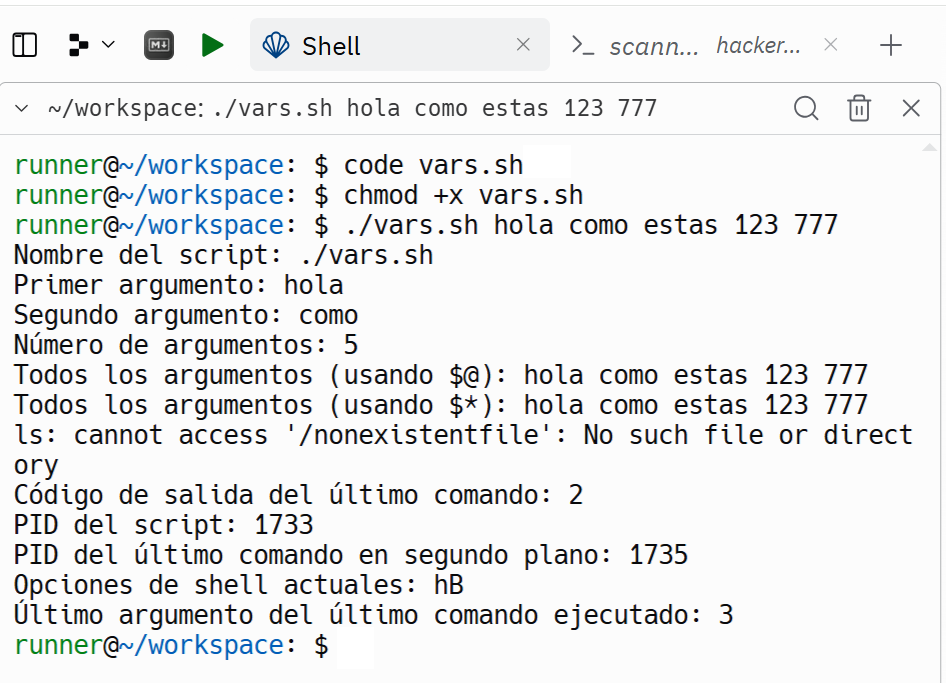 M↓
Shell
>_ scann... hacker...
~/workspace: ./vars.sh hola como estas 123 777
runner@~/workspace: $ code vars.sh
runner@~/workspace: $ chmod +x vars.sh
runner@~/workspace: $ ./vars.sh hola como estas 123 777
Nombre del script: ./vars.sh
Primer argumento: hola
Segundo argumento: como
Número de argumentos: 5
Todos los argumentos (usando $@): hola como estas 123 777
Todos los argumentos (usando $*): hola como estas 123 777
ls: cannot access '/nonexistentfile': No such file or direct
ory
Código de salida del último comando: 2
PID del script: 1733
PID del último comando en segundo plano: 1735
Opciones de shell actuales: hB
Último argumento del último comando ejecutado: 3
runner@~/workspace: $